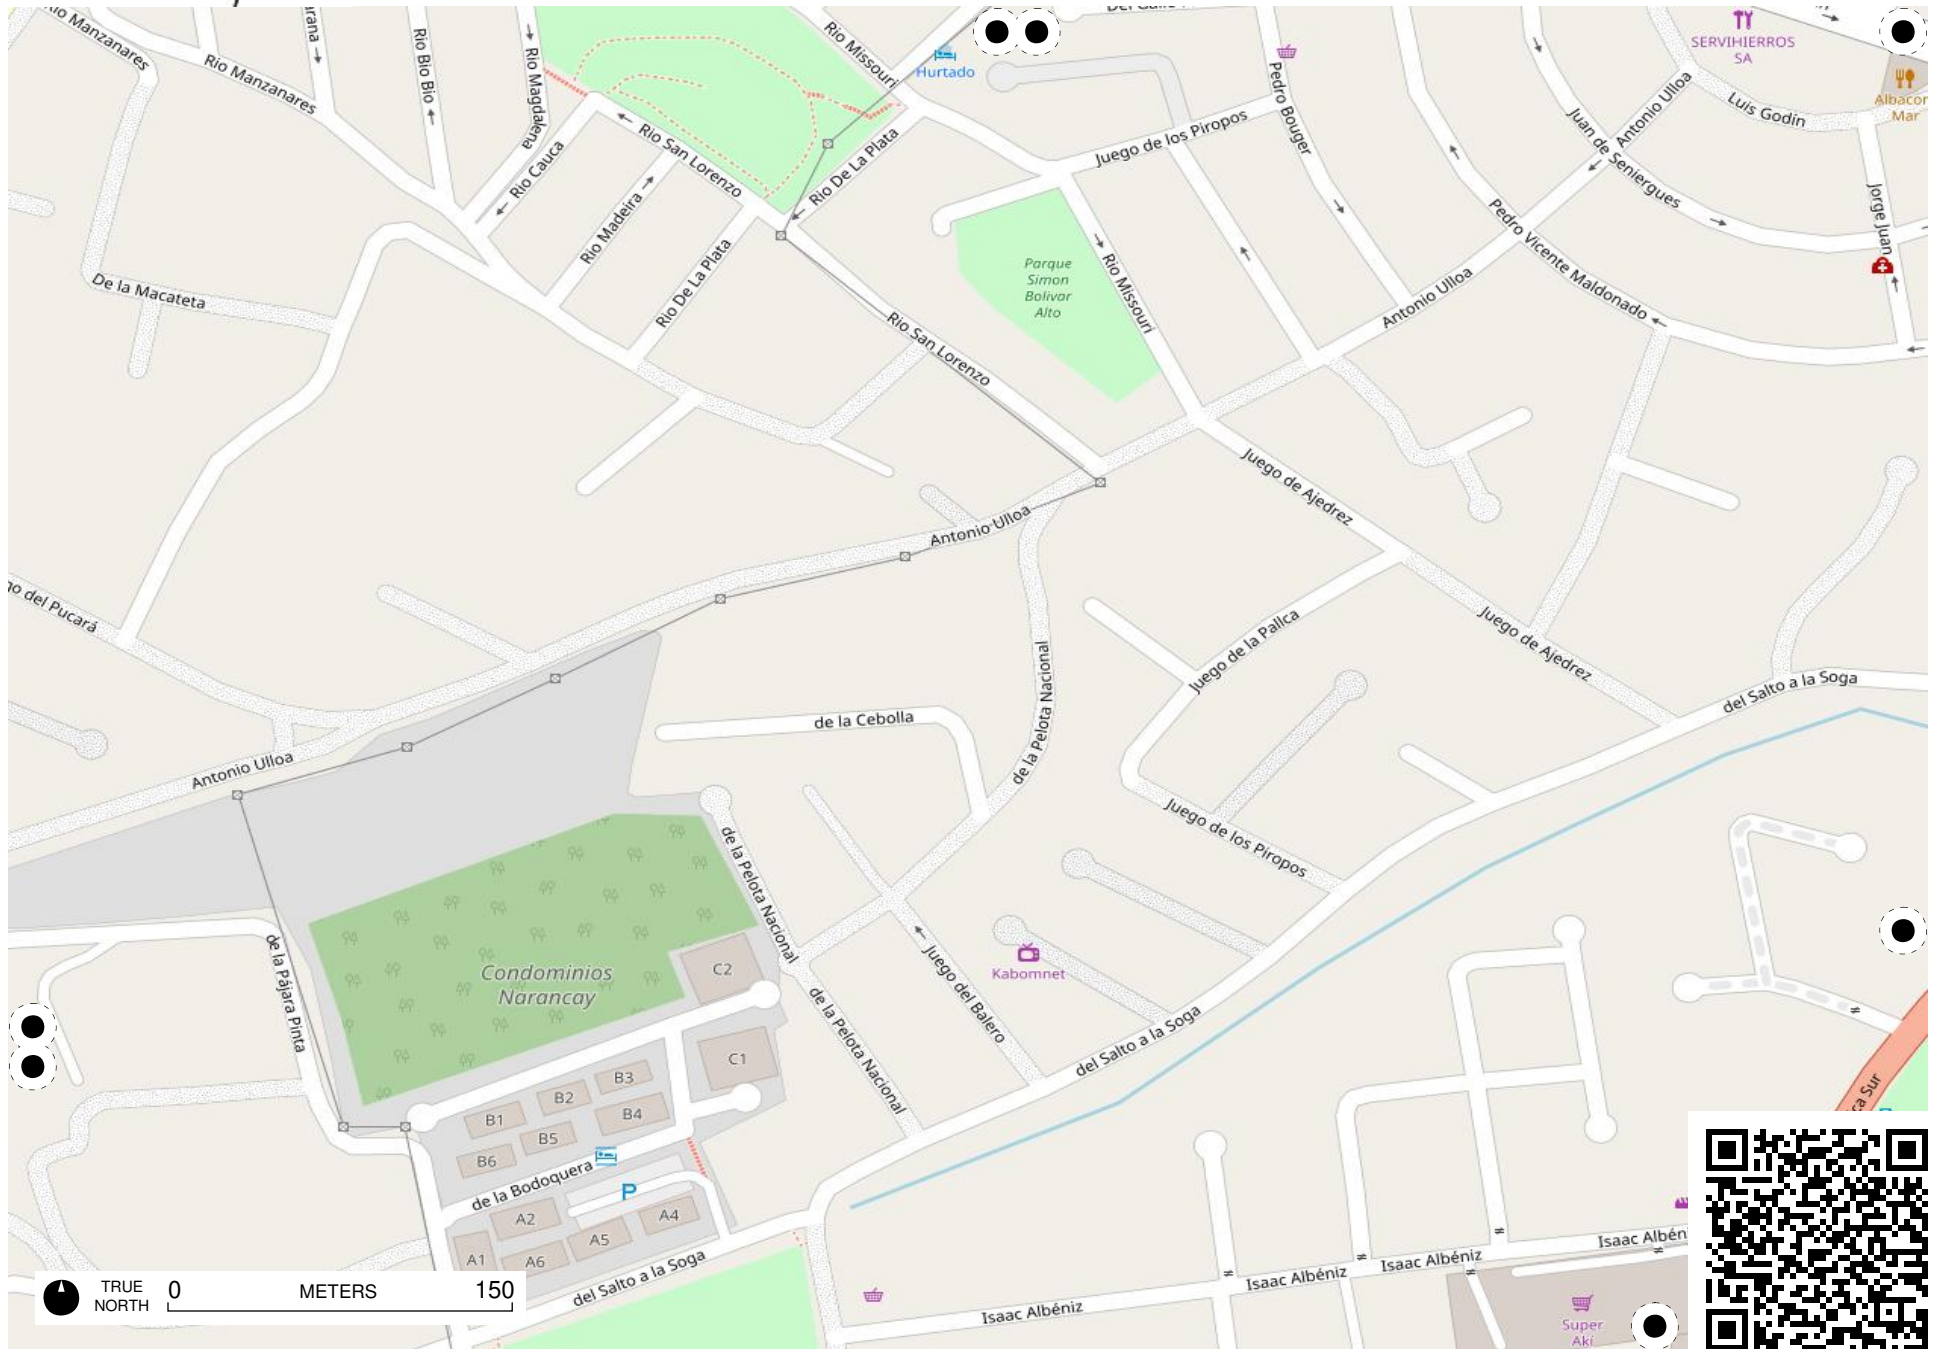 Rio Manzanares
Rio Manzanares
Rio Bio Bio
Rio Magdalena
Rio Cauca
Rio San Lorenzo
Rio Madeira
Rio De La Plata
Rio De La Plata
Rio Missouri
Hurtado
Juego de los Piropos
Pedro Bouger
SERVIHIERROS
SA
Albacor
Mar
Luis Godin
Antonio Ulloa
Juan de Seniergues
Jorge Juan
Pedro Vicente Maldonado
De la Macateta
Parque
Simon
Bolivar
Alto
Rio Missouri
Antonio Ulloa
Rio San Lorenzo
Juego de Ajedrez
Antonio Ulloa
no del Pucará
Juego de la Pallca
Juego de Ajedrez
de la Pelota Nacional
del Salto a la Soga
de la Cebolla
Antonio Ulloa
Juego de los Piropos
de la Pelota Nacional
de la Pájara Pinta
Condominios
Narancay
C2
Juego del Balero
Kabomnet
de la Pelota Nacional
del Salto a la Soga
C1
B3
B2
B1
B4
B5
B6
de la Bodoquera
P
A2
A4
A5
A1
A6
ca Sur
del Salto a la Soga
Isaac Albéniz
Isaac Albéniz
Isaac Albéniz
Isaac Albén
Super
Akí
TRUE
NORTH
0
METERS
150